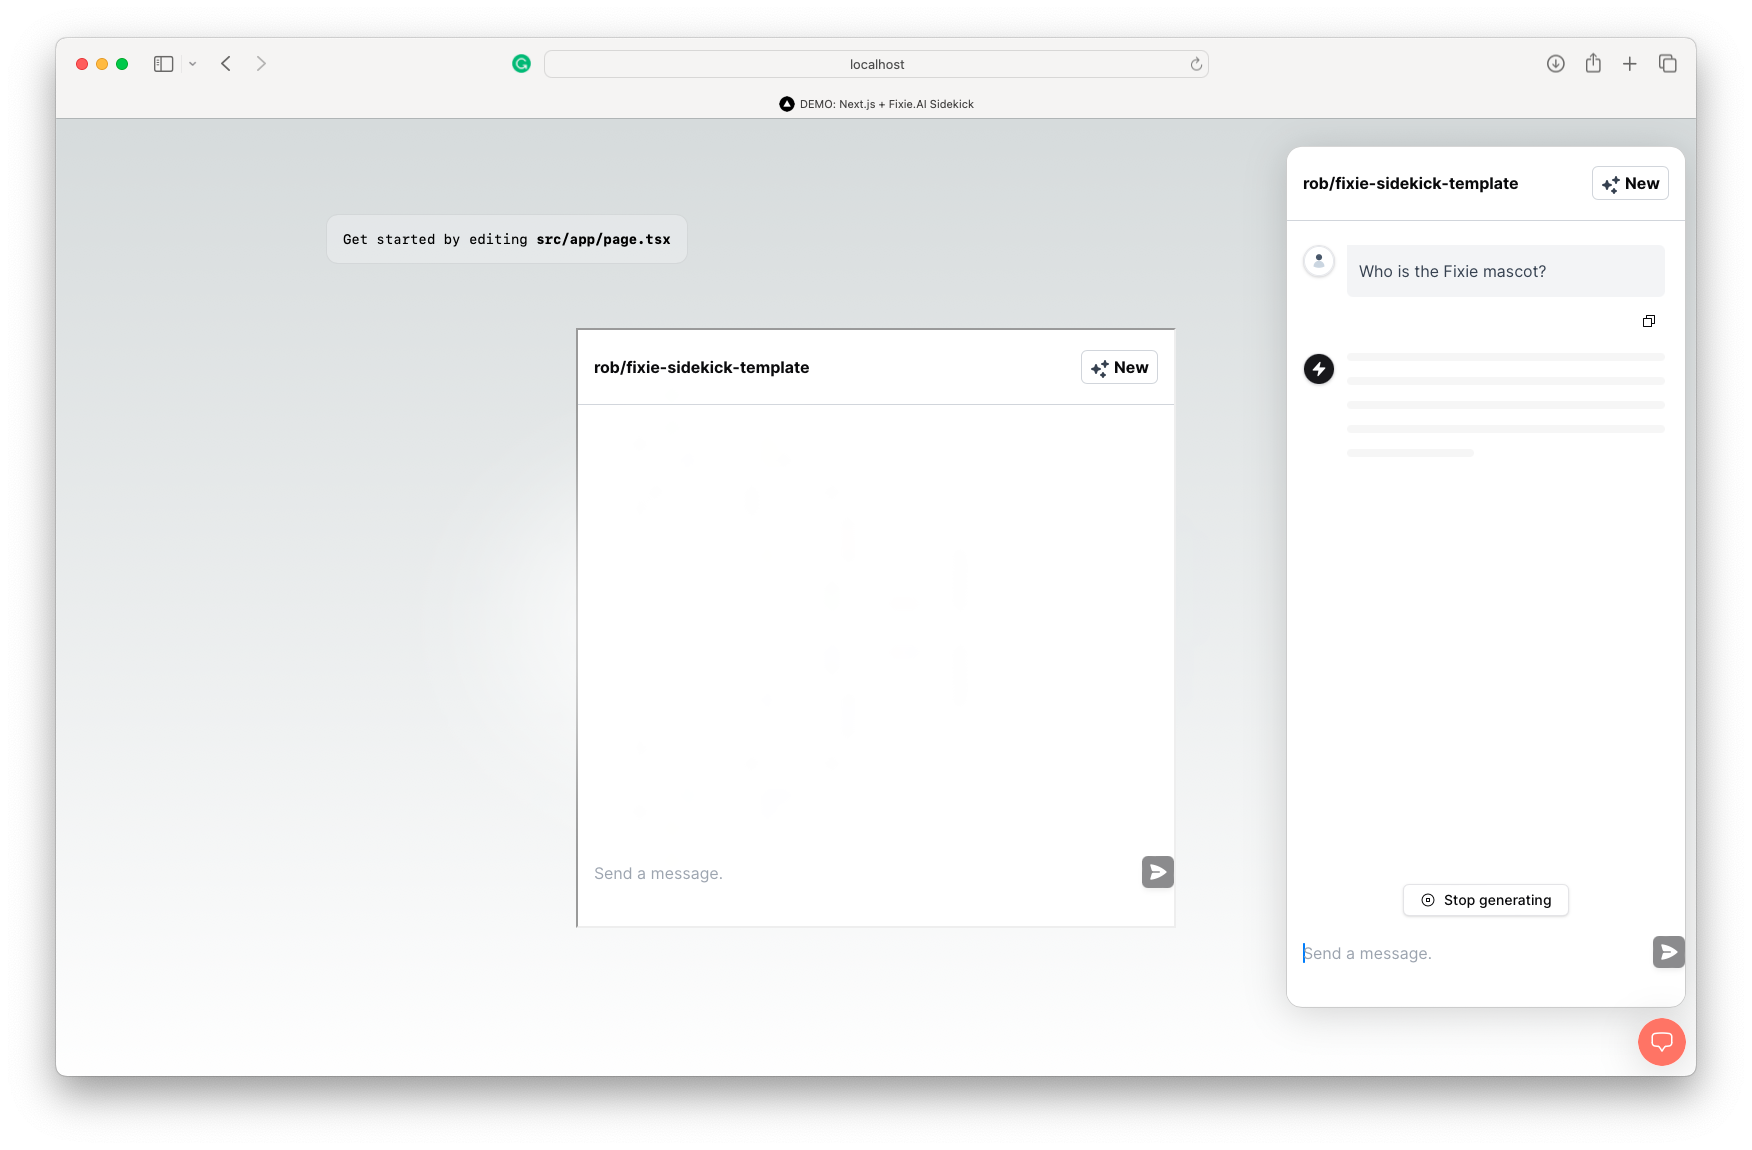 localhost
DEMO: Next.js + Fixie.AI Sidekick
Get started by editing src/app/page.tsx
rob/fixie-sidekick-template
New
Send a message.
rob/fixie-sidekick-template
New
Who is the Fixie mascot?
Stop generating
Send a message.